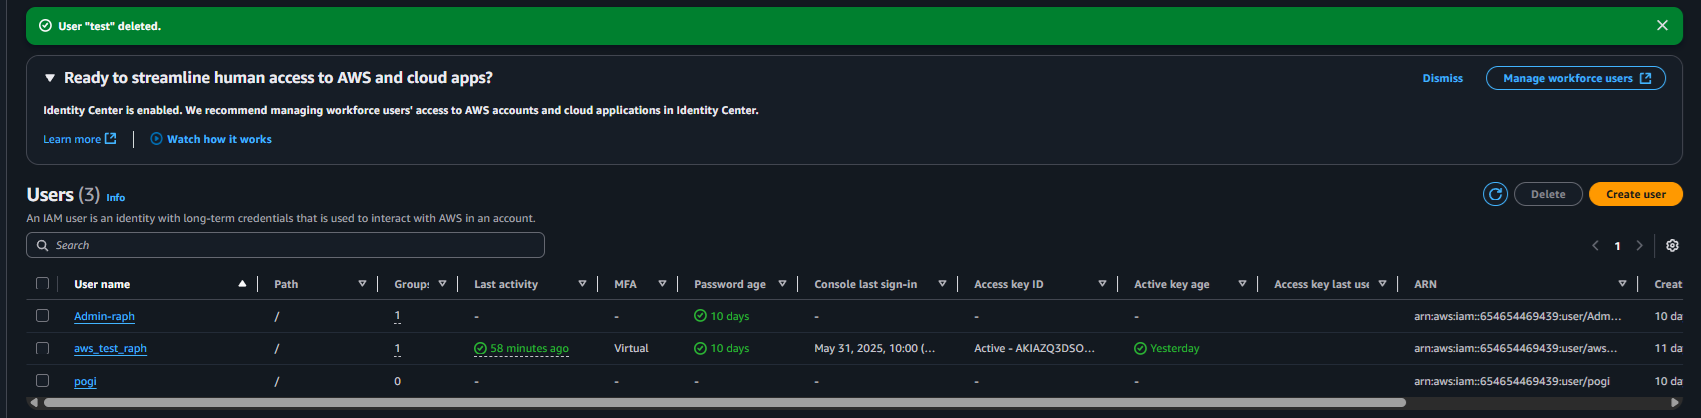 User "test" deleted.
Ready to streamline human access to AWS and cloud apps?
Dismiss
Manage workforce users
Identity Center is enabled. We recommend managing workforce users' access to AWS accounts and cloud applications in Identity Center.
Learn more
Watch how it works
Users (3) Info
Delete
Create user
An IAM user is an identity with long-term credentials that is used to interact with AWS in an account.
Search
1
User name Path Groups Last activity MFA Password age Console last sign-in Access key ID Active key age Access key last use ARN Creat
Admin-raph / 1 - - 10 days - - - arn:aws:iam::654654469439:user/Adm... 10 da
aws_test_raph / 1 58 minutes ago Virtual 10 days May 31, 2025, 10:00 (... Active - AKIAZQ3DSO... Yesterday arn:aws:iam::654654469439:user/aws... 11 da
pogi / 0 - - - - - - arn:aws:iam::654654469439:user/pogi 10 da